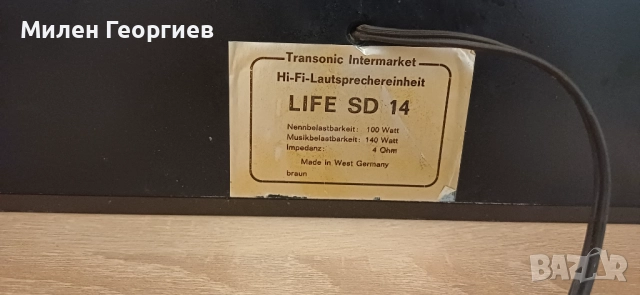 Милен Георгиев
Transonic Intermarket
Hi-Fi-Lautsprechereinheit
LIFE SD 14
Nennbelastbarkeit: 100 Watt
Musikbelastbarkeit: 140 Watt
Impedanz: 4 Ohm
Made in West Germany
braun
BAZAR